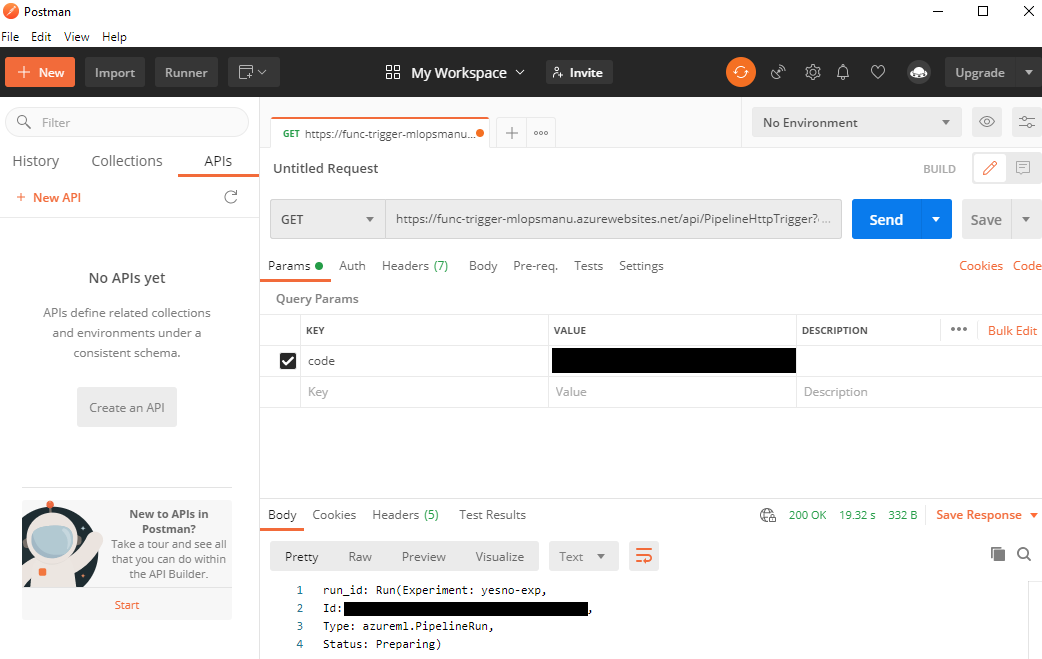 Postman
File Edit View Help
New Import Runner My Workspace Invite Upgrade
Filter
History Collections APIs
New API
No APIs yet
APIs define related collections
and environments under a
consistent schema.
Create an API
New to APIs in
Postman?
Take a tour and see all
that you can do within
the API Builder.
Start
GET https://func-trigger-mlopsmanu...
No Environment
Untitled Request
BUILD
GET https://func-trigger-mlopsmanu.azurewebsites.net/api/PipelineHttpTrigger? ... Send Save
Params Auth Headers (7) Body Pre-req. Tests Settings Cookies Code
Query Params
KEY VALUE DESCRIPTION Bulk Edit
code
Key Value Description
Body Cookies Headers (5) Test Results 200 OK 19.32 s 332 B Save Response
Pretty Raw Preview Visualize Text
1 run_id: Run(Experiment: yesno-exp,
2 Id: ,
3 Type: azureml.PipelineRun,
4 Status: Preparing)